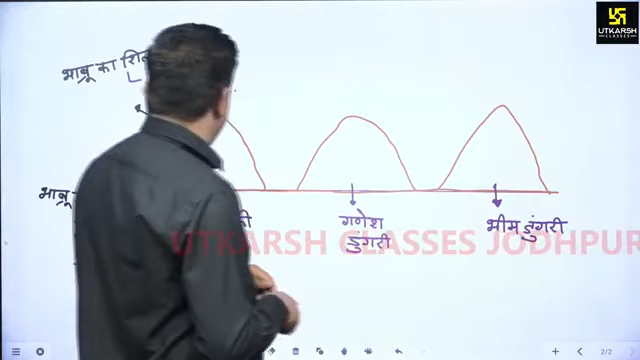 UTKARSH
CLASSES
भाब्रू का
भाब्रू
गणेश
डुगरी
भीम डुंगरी
UTKARSH CLASSES JODHPUR
2/2